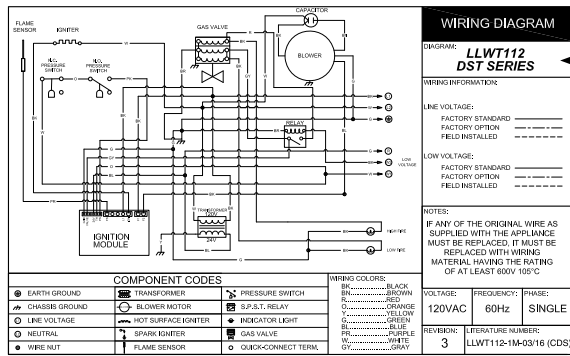 FLAME
SENSOR
IGNITER
GAS VALVE
CAPACITOR
BLOWER
N.O.
PRESSURE
SWITCH
N.O.
PRESSURE
SWITCH
RELAY
LOW
VOLTAGE
TRANSFORMER
120V
24V
HIGH FIRE
LOW FIRE
IGNITION
MODULE
COMPONENT CODES
EARTH GROUND
TRANSFORMER
PRESSURE SWITCH
CHASSIS GROUND
BLOWER MOTOR
S.P.S.T. RELAY
LINE VOLTAGE
HOT SURFACE IGNITER
INDICATOR LIGHT
NEUTRAL
SPARK IGNITER
GAS VALVE
WIRE NUT
FLAME SENSOR
QUICK-CONNECT TERM.
WIRING COLORS:
BK BLACK
BN BROWN
R RED
O ORANGE
Y YELLOW
G GREEN
BL BLUE
PR PURPLE
W WHITE
GY GRAY
WIRING DIAGRAM
DIAGRAM:
LLWT112
DST SERIES
WIRING INFORMATION:
LINE VOLTAGE:
FACTORY STANDARD
FACTORY OPTION
FIELD INSTALLED
LOW VOLTAGE:
FACTORY STANDARD
FACTORY OPTION
FIELD INSTALLED
NOTES:
IF ANY OF THE ORIGINAL WIRE AS
SUPPLIED WITH THE APPLIANCE
MUST BE REPLACED, IT MUST BE
REPLACED WITH WIRING
MATERIAL HAVING THE RATING
OF AT LEAST 600V 105°C
VOLTAGE:
120VAC
FREQUENCY:
60Hz
PHASE:
SINGLE
REVISION:
3
LITERATURE NUMBER:
LLWT112-1M-03/16 (CDS)